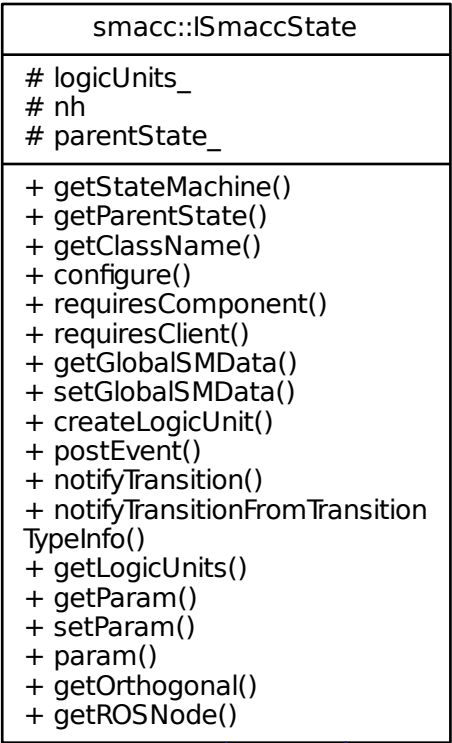 smacc::ISmaccState
# logicUnits_
# nh
# parentState_
+ getStateMachine()
+ getParentState()
+ getClassName()
+ configure()
+ requiresComponent()
+ requiresClient()
+ getGlobalSMData()
+ setGlobalSMData()
+ createLogicUnit()
+ postEvent()
+ notifyTransition()
+ notifyTransitionFromTransition
TypeInfo()
+ getLogicUnits()
+ getParam()
+ setParam()
+ param()
+ getOrthogonal()
+ getROSNode()